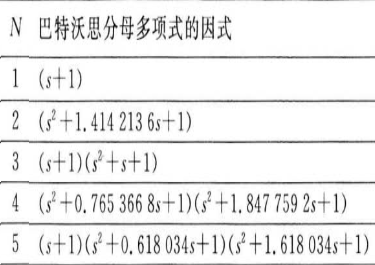 N 巴特沃思分母多项式的因式
1 (s+1)
2 (s²+1.414 213 6s+1)
3 (s+1)(s²+s+1)
4 (s²+0.765 366 8s+1)(s²+1.847 759 2s+1)
5 (s+1)(s²+0.618 034s+1)(s²+1.618 034s+1)